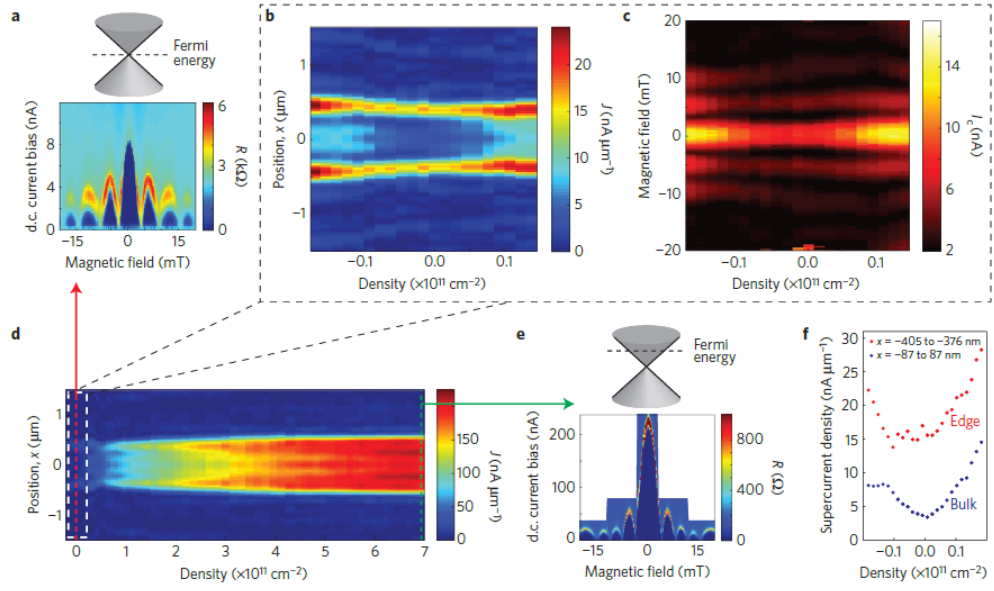 a
Fermi
energy
d.c. current bias (nA)
8
4
0
−15
0
15
Magnetic field (mT)
6
4
2
0
R (kΩ)
b
Position, x (μm)
1
0
−1
−0.1
0.0
0.1
Density (×10¹¹ cm⁻²)
20
15
10
5
0
J (nA μm⁻¹)
c
Magnetic field (mT)
20
10
0
−10
−20
−0.1
0.0
0.1
Density (×10¹¹ cm⁻²)
14
10
6
2
Ic (nA)
d
Position, x (μm)
1
0
−1
0
1
2
3
4
5
6
7
Density (×10¹¹ cm⁻²)
150
100
50
0
J (nA μm⁻¹)
e
Fermi
energy
d.c. current bias (nA)
200
100
0
−15
0
15
Magnetic field (mT)
800
400
0
R (Ω)
f
Supercurrent density (nA μm⁻¹)
30
25
20
15
10
5
0
x = −405 to −376 nm
x = −87 to 87 nm
Edge
Bulk
−0.1
0.0
0.1
Density (×10¹¹ cm⁻²)